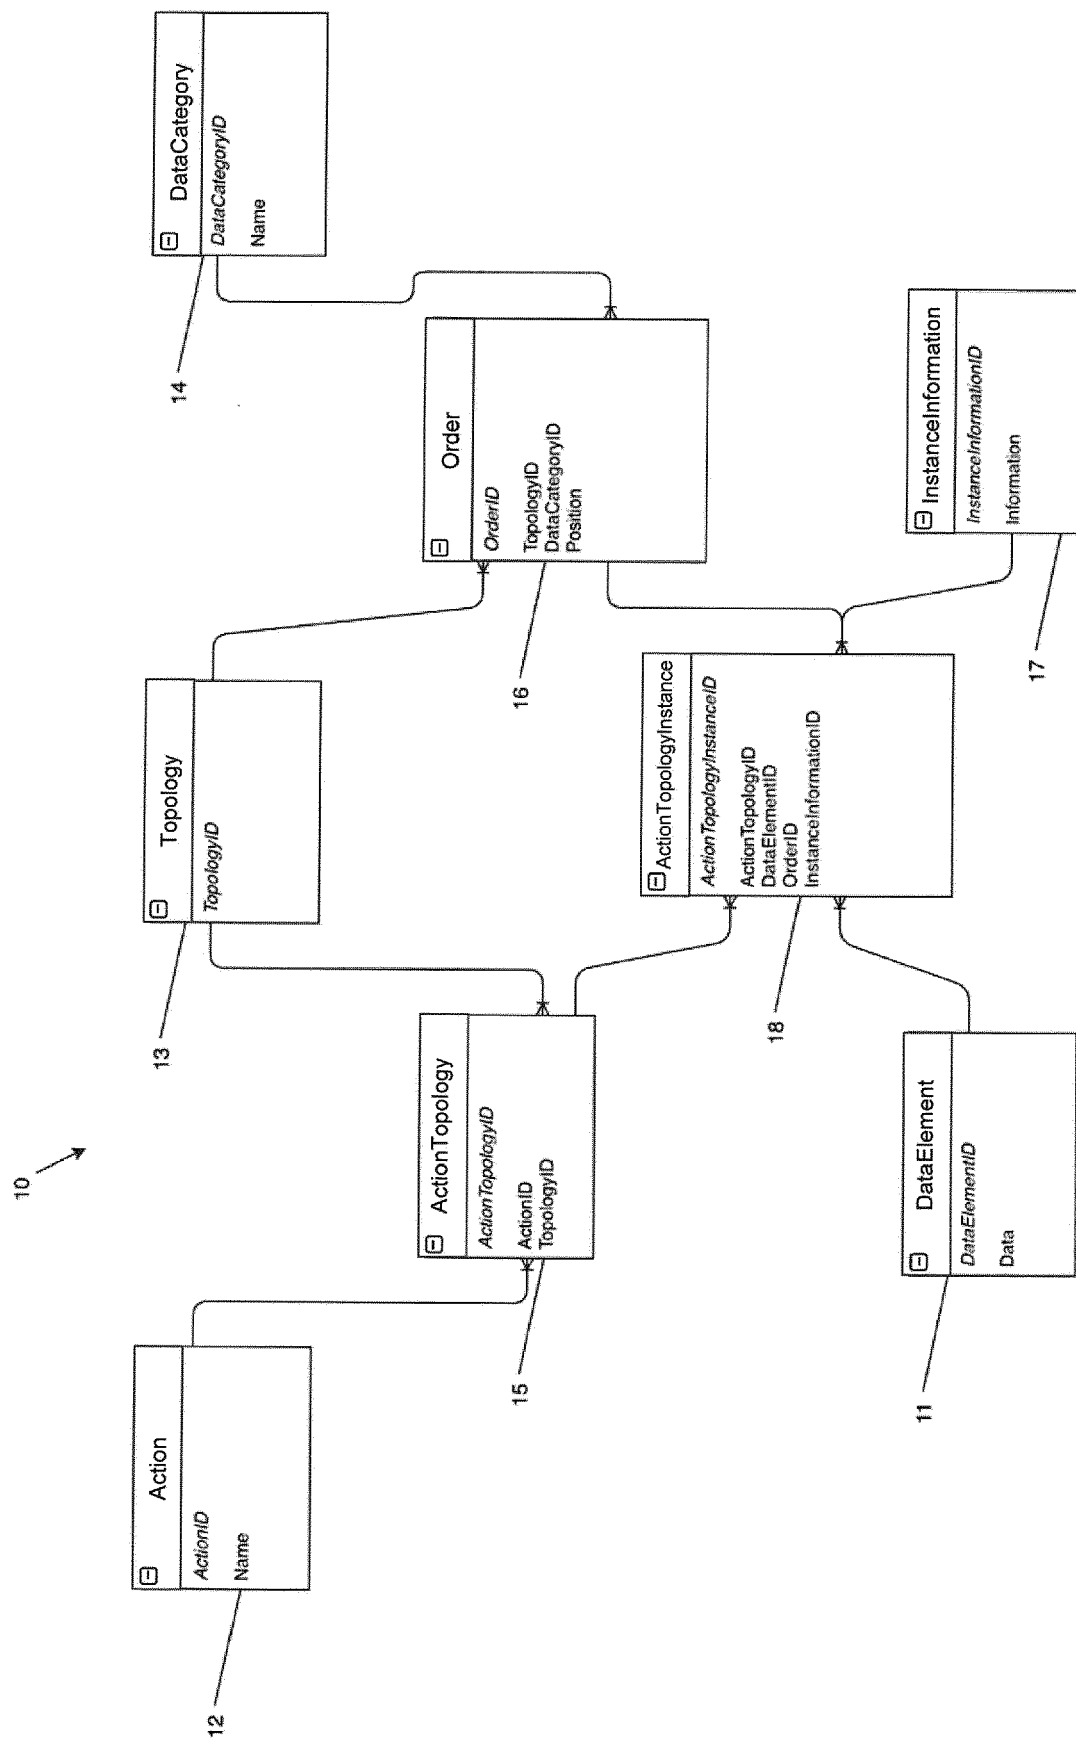 10
Action
ActionID
Name
12
Topology
TopologyID
13
DataCategory
DataCategoryID
Name
14
ActionTopology
ActionTopologyID
ActionID
TopologyID
15
Order
OrderID
TopologyID
DataCategoryID
Position
16
ActionTopologyInstance
ActionTopologyInstanceID
ActionTopologyID
DataElementID
OrderID
InstanceInformationID
18
DataElement
DataElementID
Data
11
InstanceInformation
InstanceInformationID
Information
17